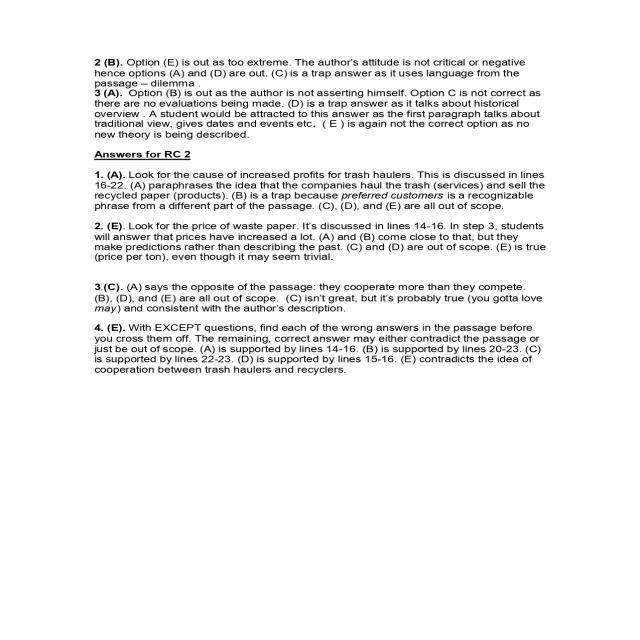 2 (B). Option (E) is out as too extreme. The author's attitude is not critical or negative
hence options (A) and (D) are out. (C) is a trap answer as it uses language from the
passage – dilemma .
3 (A).  Option (B) is out as the author is not asserting himself. Option C is not correct as
there are no evaluations being made. (D) is a trap answer as it talks about historical
overview . A student would be attracted to this answer as the first paragraph talks about
traditional view, gives dates and events etc. ( E ) is again not the correct option as no
new theory is being described.
Answers for RC 2
1. (A). Look for the cause of increased profits for trash haulers. This is discussed in lines
16-22. (A) paraphrases the idea that the companies haul the trash (services) and sell the
recycled paper (products). (B) is a trap because preferred customers is a recognizable
phrase from a different part of the passage. (C), (D), and (E) are all out of scope.
2. (E). Look for the price of waste paper. It's discussed in lines 14-16. In step 3, students
will answer that prices have increased a lot. (A) and (B) come close to that, but they
make predictions rather than describing the past. (C) and (D) are out of scope. (E) is true
(price per ton), even though it may seem trivial.
3.(C). (A) says the opposite of the passage: they cooperate more than they compete.
(B), (D), and (E) are all out of scope.  (C) isn't great, but it's probably true (you gotta love
may) and consistent with the author's description.
4. (E). With EXCEPT questions, find each of the wrong answers in the passage before
you cross them off. The remaining, correct answer may either contradict the passage or
just be out of scope. (A) is supported by lines 14-16. (B) is supported by lines 20-23. (C)
is supported by lines 22-23. (D) is supported by lines 15-16. (E) contradicts the idea of
cooperation between trash haulers and recyclers.